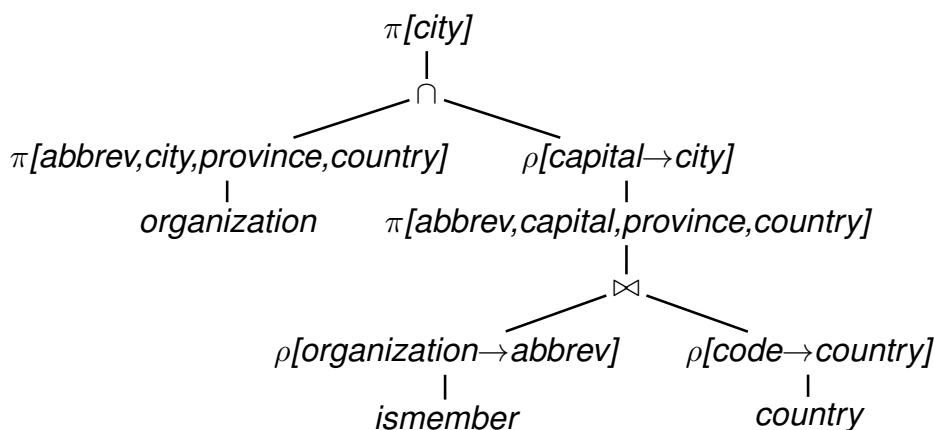 π[city]
∩
π[abbrev,city,province,country] ρ[capital→city]
organization π[abbrev,capital,province,country]
⋈
ρ[organization→abbrev] ρ[code→country]
ismember country